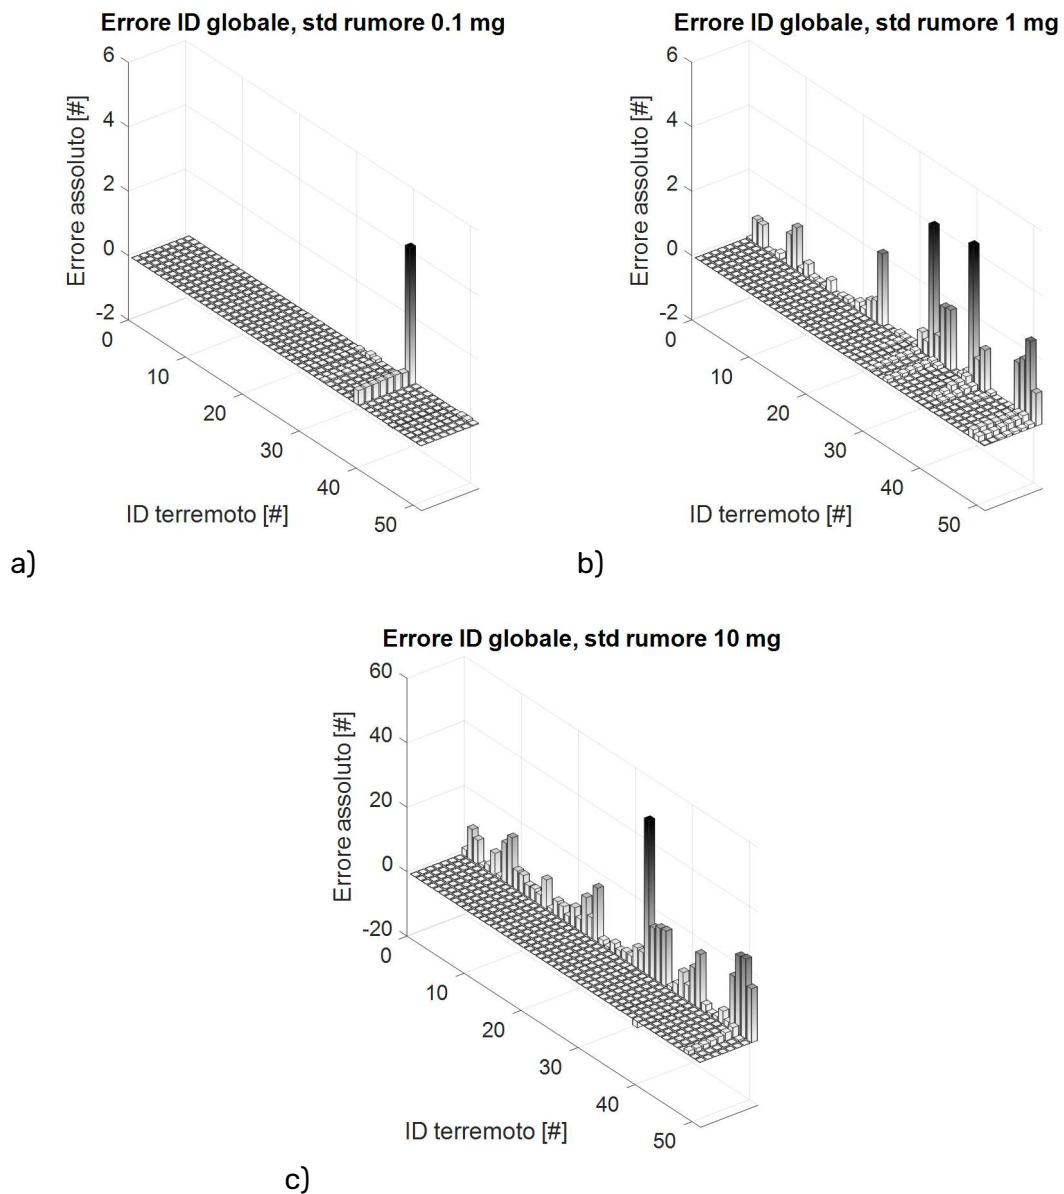 Errore ID globale, std rumore 0.1 mg
6
4
2
0
-2
Errore assoluto [#]
0
10
20
30
40
50
ID terremoto [#]
a)
Errore ID globale, std rumore 1 mg
6
4
2
0
-2
Errore assoluto [#]
0
10
20
30
40
50
ID terremoto [#]
b)
Errore ID globale, std rumore 10 mg
60
40
20
0
-20
Errore assoluto [#]
0
10
20
30
40
50
ID terremoto [#]
c)